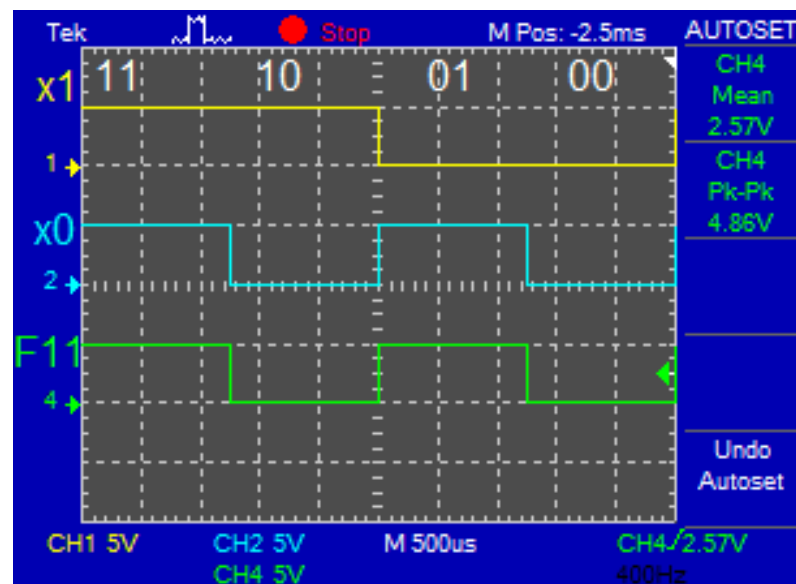 Tek Stop M Pos: -2.5ms AUTOSET
x1 11 10 01 00
CH4
Mean
2.57V
1
CH4
Pk-Pk
4.86V
x0
2
F11
4
Undo
Autoset
CH1 5V CH2 5V M 500us CH4 2.57V
CH4 5V 400Hz